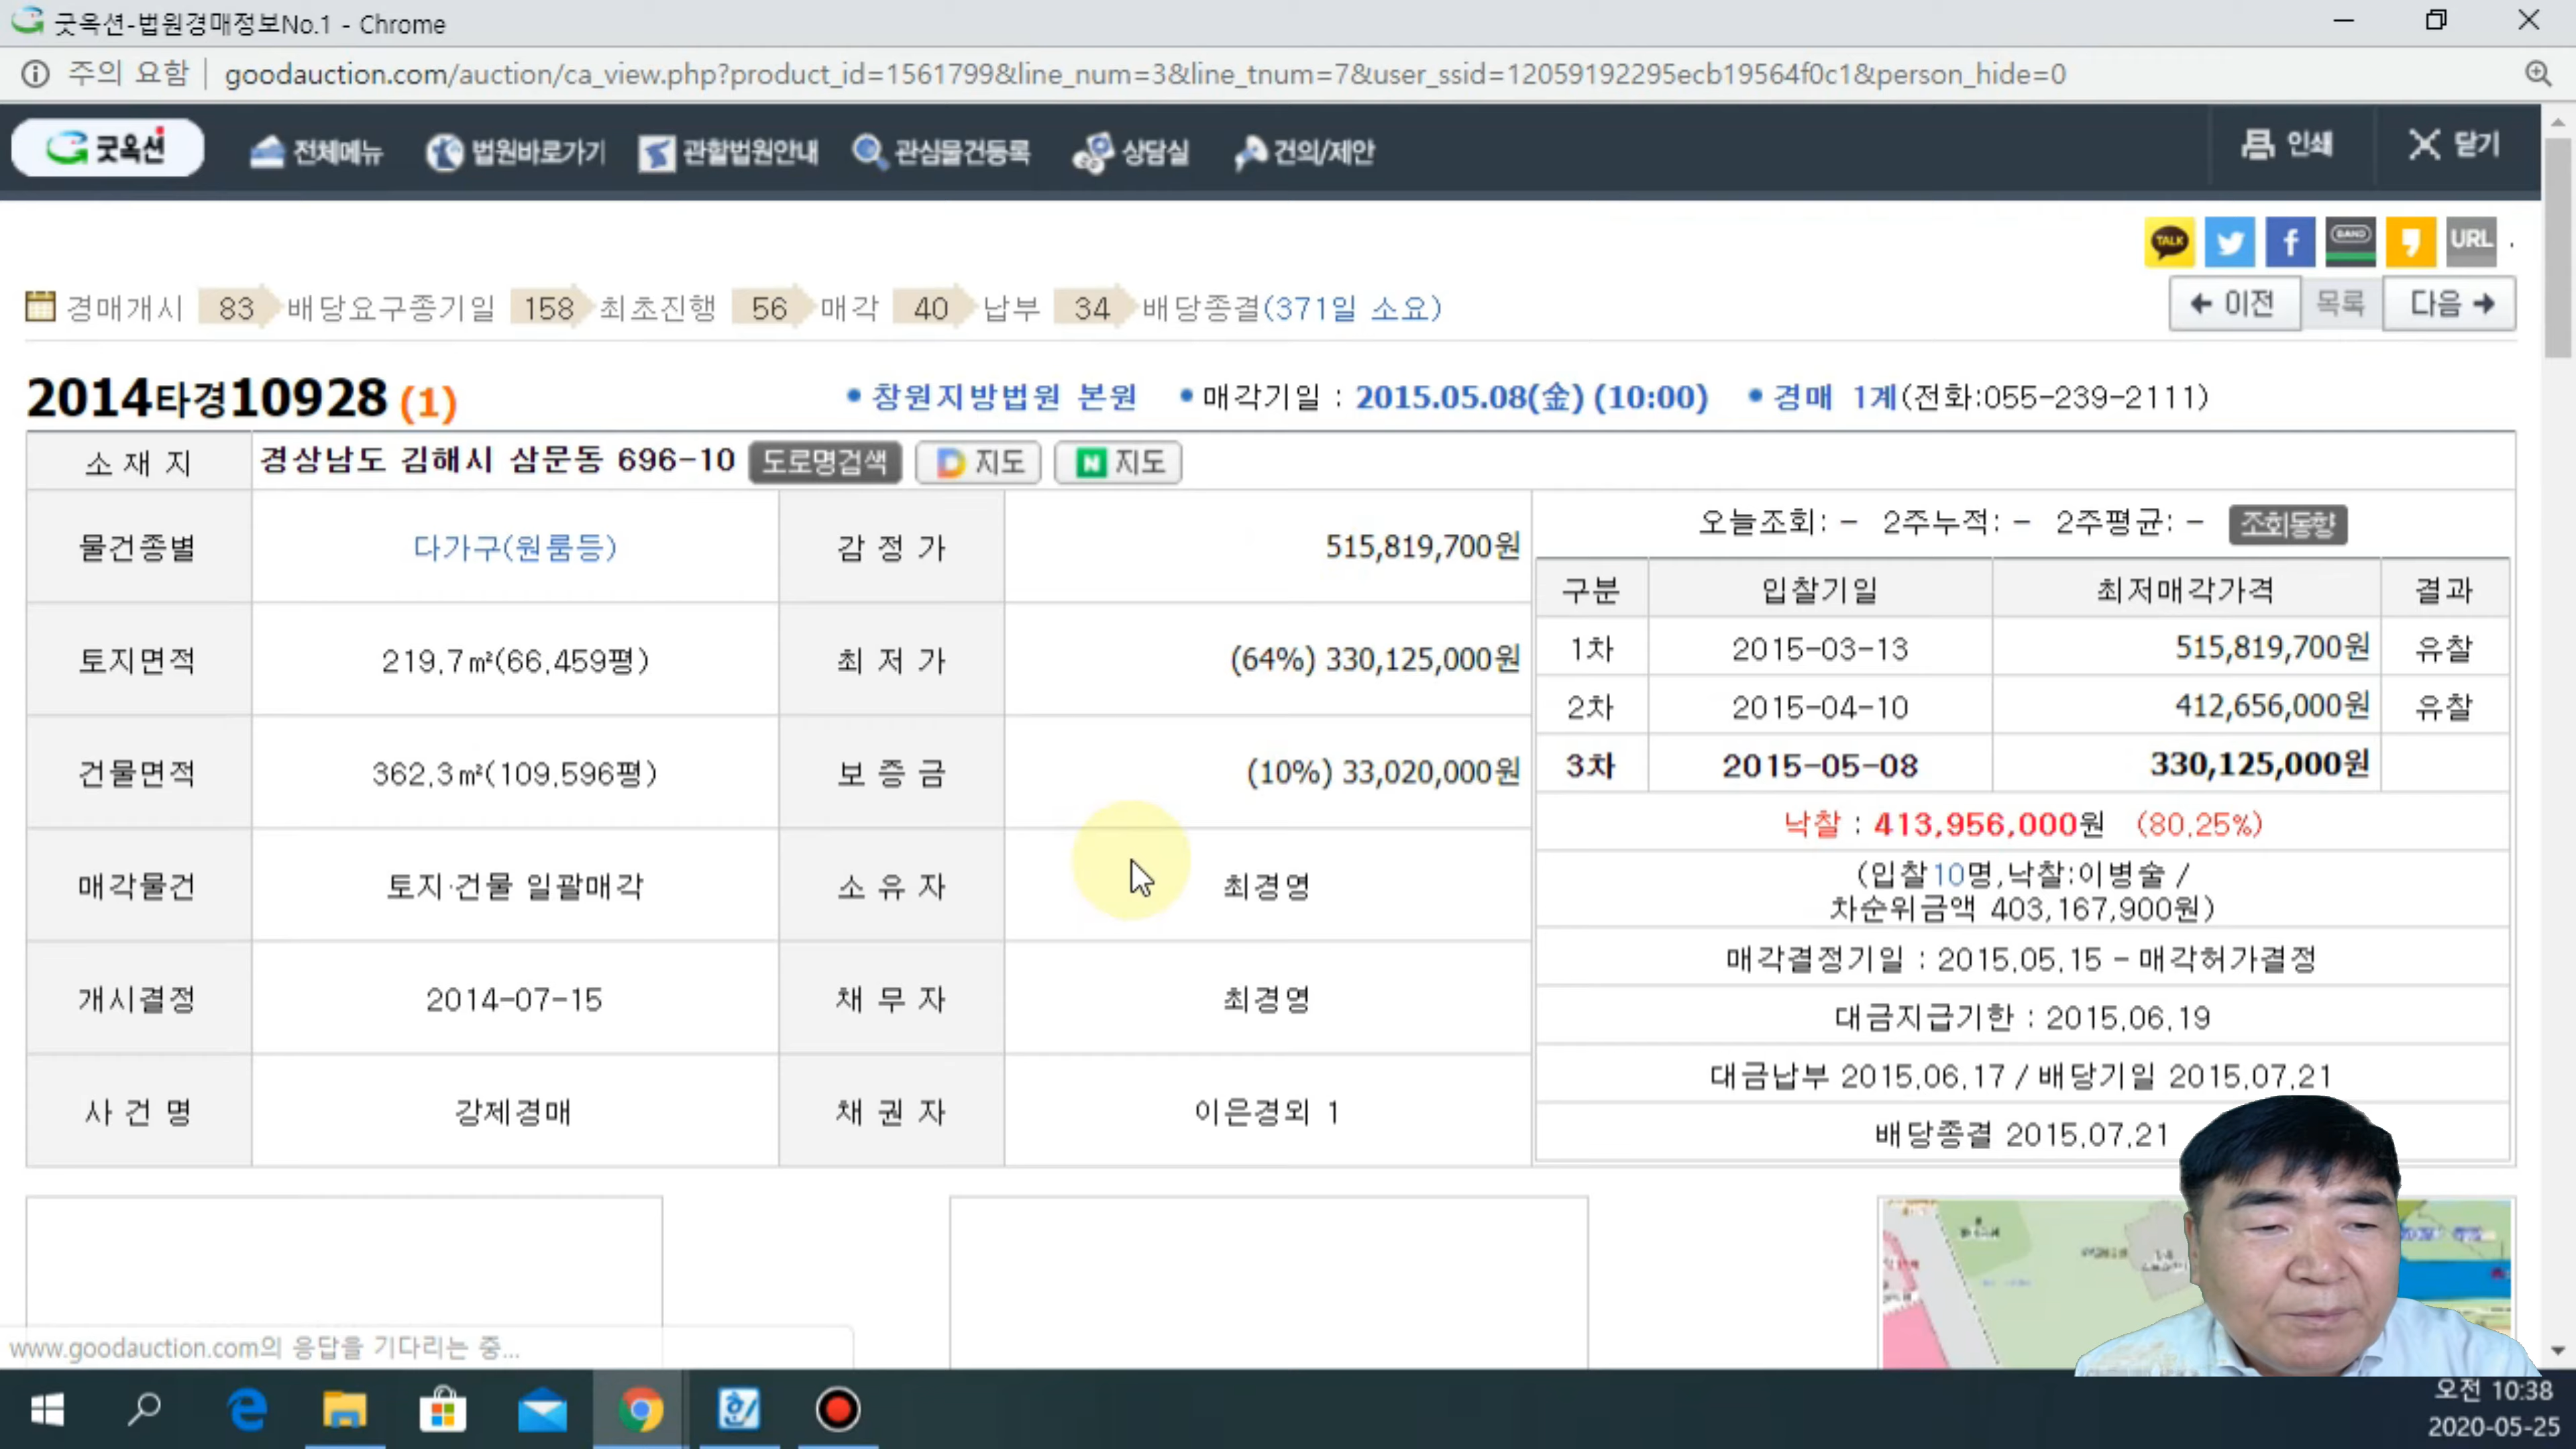 굿옥션-법원경매정보No.1 - Chrome
주의 요함 | goodauction.com/auction/ca_view.php?product_id=1561799&line_num=3&line_tnum=7&user_ssid=12059192295ecb19564f0c1&person_hide=0
굿옥션 전체메뉴 법원바로가기 관할법원안내 관심물건등록 상담실 건의/제안 인쇄 닫기
TALK BAND URL
경매개시 83 배당요구종기일 158 최초진행 56 매각 40 납부 34 배당종결(371일 소요)
이전 목록 다음
2014타경10928 (1) • 창원지방법원 본원 • 매각기일 : 2015.05.08(金) (10:00) • 경매 1계(전화:055-239-2111)
소 재 지 경상남도 김해시 삼문동 696-10 도로명검색 D 지도 N 지도
물건종별 다가구(원룸등) 감 정 가 515,819,700원
토지면적 219.7㎡(66.459평) 최 저 가 (64%) 330,125,000원
건물면적 362.3㎡(109.596평) 보 증 금 (10%) 33,020,000원
매각물건 토지·건물 일괄매각 소 유 자 최경영
개시결정 2014-07-15 채 무 자 최경영
사 건 명 강제경매 채 권 자 이은경외 1
오늘조회: - 2주누적: - 2주평균: - 조회동향
구분 입찰기일 최저매각가격 결과
1차 2015-03-13 515,819,700원 유찰
2차 2015-04-10 412,656,000원 유찰
3차 2015-05-08 330,125,000원
낙찰 : 413,956,000원 (80.25%)
(입찰10명,낙찰:이병술 /
차순위금액 403,167,900원)
매각결정기일 : 2015.05.15 - 매각허가결정
대금지급기한 : 2015.06.19
대금납부 2015.06.17 / 배당기일 2015.07.21
배당종결 2015.07.21
www.goodauction.com의 응답을 기다리는 중...
오전 10:38
2020-05-25